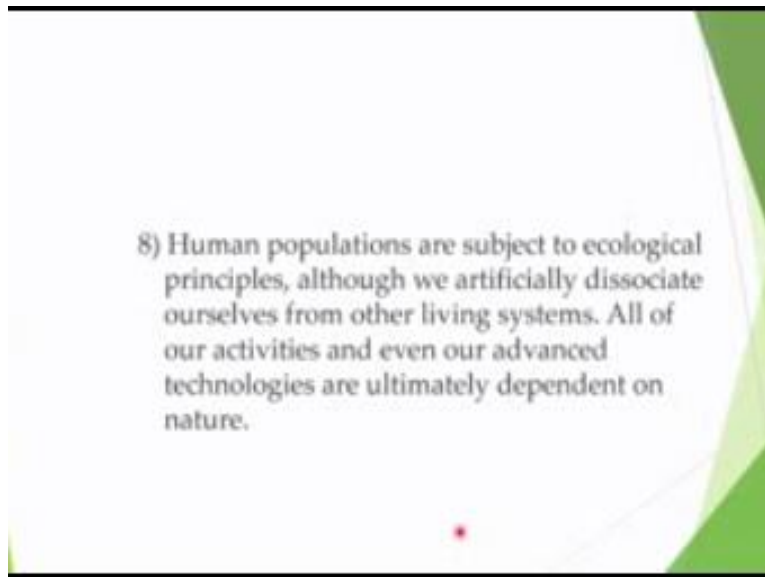 8) Human populations are subject to ecological
principles, although we artificially dissociate
ourselves from other living systems. All of
our activities and even our advanced
technologies are ultimately dependent on
nature.